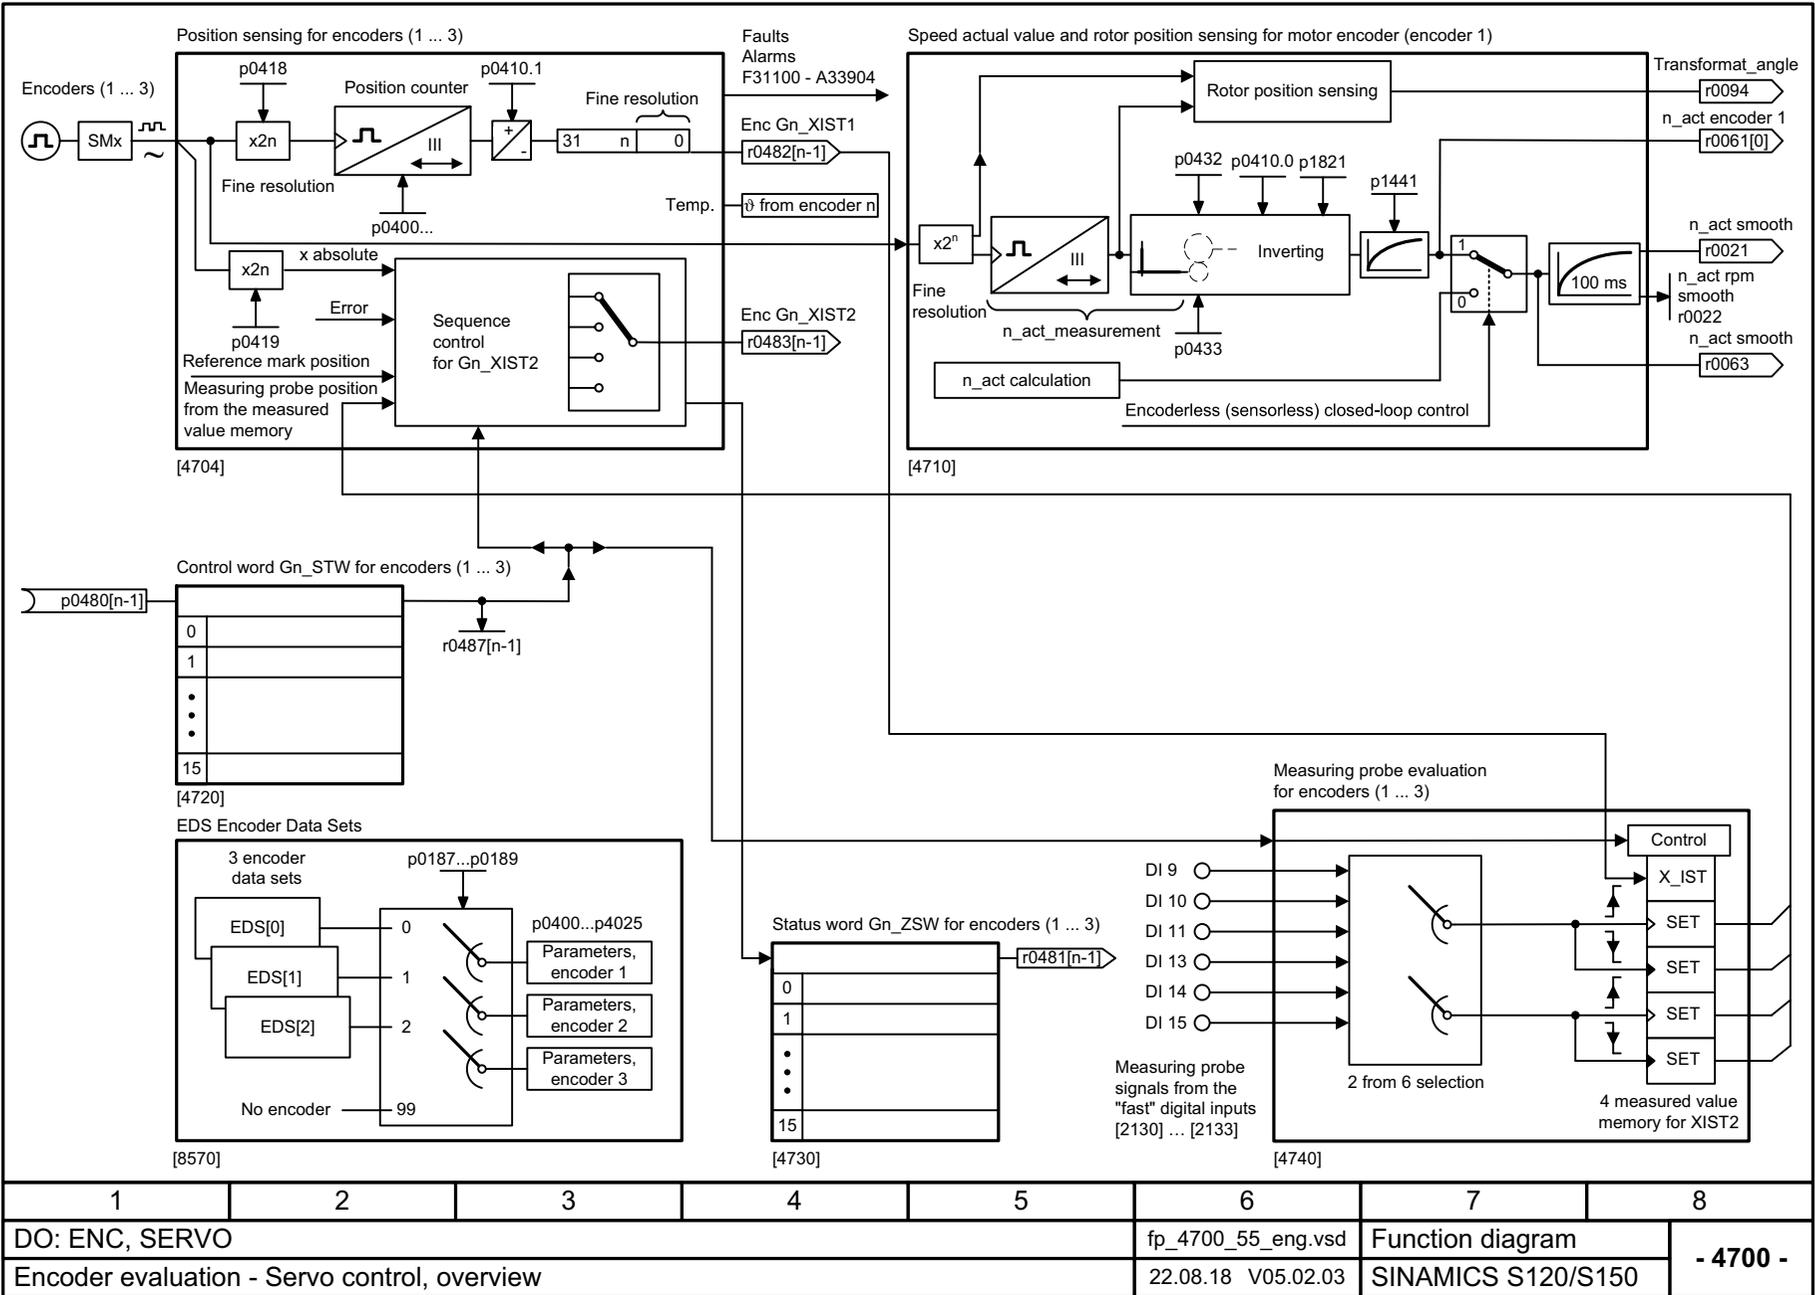 Position sensing for encoders (1 ... 3)
Encoders (1 ... 3)
SMx
p0418
x2n
Fine resolution
Position counter
III
p0400...
p0410.1
+
-
Fine resolution
31 n 0
Faults
Alarms
F31100 - A33904
Enc Gn_XIST1
r0482[n-1]
Temp.
ϑ from encoder n
x2n
x absolute
p0419
Error
Reference mark position
Measuring probe position
from the measured
value memory
Sequence
control
for Gn_XIST2
Enc Gn_XIST2
r0483[n-1]
[4704]
Speed actual value and rotor position sensing for motor encoder (encoder 1)
Rotor position sensing
Transformat_angle
r0094
n_act encoder 1
r0061[0]
p0432
p0410.0
p1821
p1441
x2ⁿ
Fine
resolution
III
n_act_measurement
Inverting
p0433
1
0
100 ms
n_act smooth
r0021
n_act rpm
smooth
r0022
n_act smooth
r0063
n_act calculation
Encoderless (sensorless) closed-loop control
[4710]
Control word Gn_STW for encoders (1 ... 3)
p0480[n-1]
0
1
15
r0487[n-1]
[4720]
EDS Encoder Data Sets
3 encoder
data sets
p0187...p0189
EDS[0]
EDS[1]
EDS[2]
0
1
2
No encoder
99
p0400...p4025
Parameters,
encoder 1
Parameters,
encoder 2
Parameters,
encoder 3
[8570]
Status word Gn_ZSW for encoders (1 ... 3)
r0481[n-1]
0
1
15
[4730]
Measuring probe evaluation
for encoders (1 ... 3)
DI 9
DI 10
DI 11
DI 13
DI 14
DI 15
Measuring probe
signals from the
"fast" digital inputs
[2130] … [2133]
2 from 6 selection
Control
X_IST
SET
SET
SET
SET
4 measured value
memory for XIST2
[4740]
1 2 3 4 5 6 7 8
DO: ENC, SERVO
fp_4700_55_eng.vsd
Function diagram
- 4700 -
Encoder evaluation - Servo control, overview
22.08.18 V05.02.03
SINAMICS S120/S150